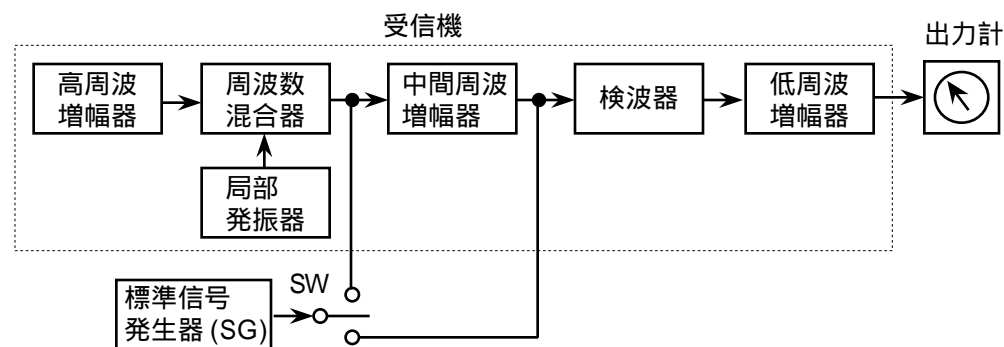 受信機
出力計
高周波
増幅器
周波数
混合器
中間周波
増幅器
検波器
低周波
増幅器
局部
発振器
SW
標準信号
発生器 (SG)